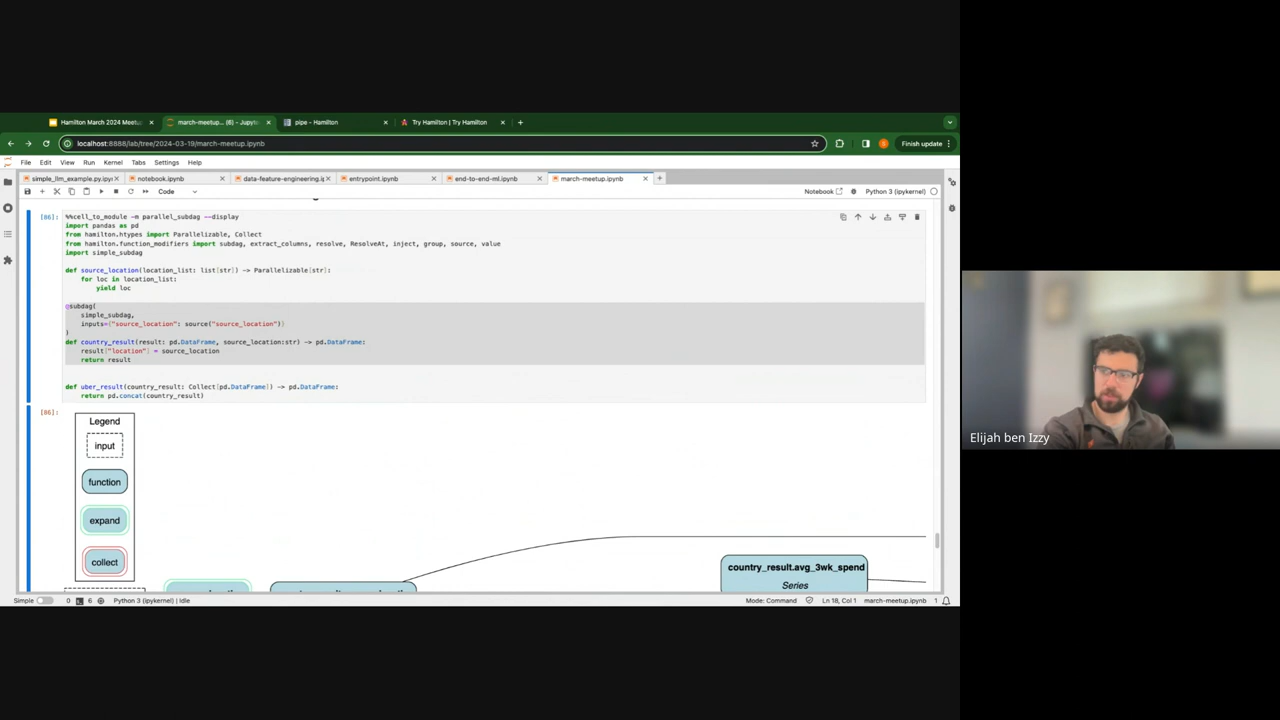 Hamilton March 2024 Meetu
march-meetup... (6) - Jupyt
pipe - Hamilton
Try Hamilton | Try Hamilton
localhost:8888/lab/tree/2024-03-19/march-meetup.ipynb
Finish update
File Edit View Run Kernel Tabs Settings Help
simple_llm_example.py.ipyn
notebook.ipynb
data-feature-engineering.ip
entrypoint.ipynb
end-to-end-ml.ipynb
march-meetup.ipynb
Code
Notebook
Python 3 (ipykernel)
[86]:
%%cell_to_module -m parallel_subdag --display
import pandas as pd
from hamilton.htypes import Parallelizable, Collect
from hamilton.function_modifiers import subdag, extract_columns, resolve, ResolveAt, inject, group, source, value
import simple_subdag
def source_location(location_list: list[str]) -> Parallelizable[str]:
for loc in location_list:
yield loc
@subdag(
simple_subdag,
inputs={"source_location": source("source_location")}
)
def country_result(result: pd.DataFrame, source_location:str) -> pd.DataFrame:
result["location"] = source_location
return result
def uber_result(country_result: Collect[pd.DataFrame]) -> pd.DataFrame:
return pd.concat(country_result)
[86]:
Legend
input
function
expand
collect
country_result.avg_3wk_spend
Series
Simple
0
6
Python 3 (ipykernel) | Idle
Mode: Command
Ln 18, Col 1
march-meetup.ipynb
1
Elijah ben Izzy